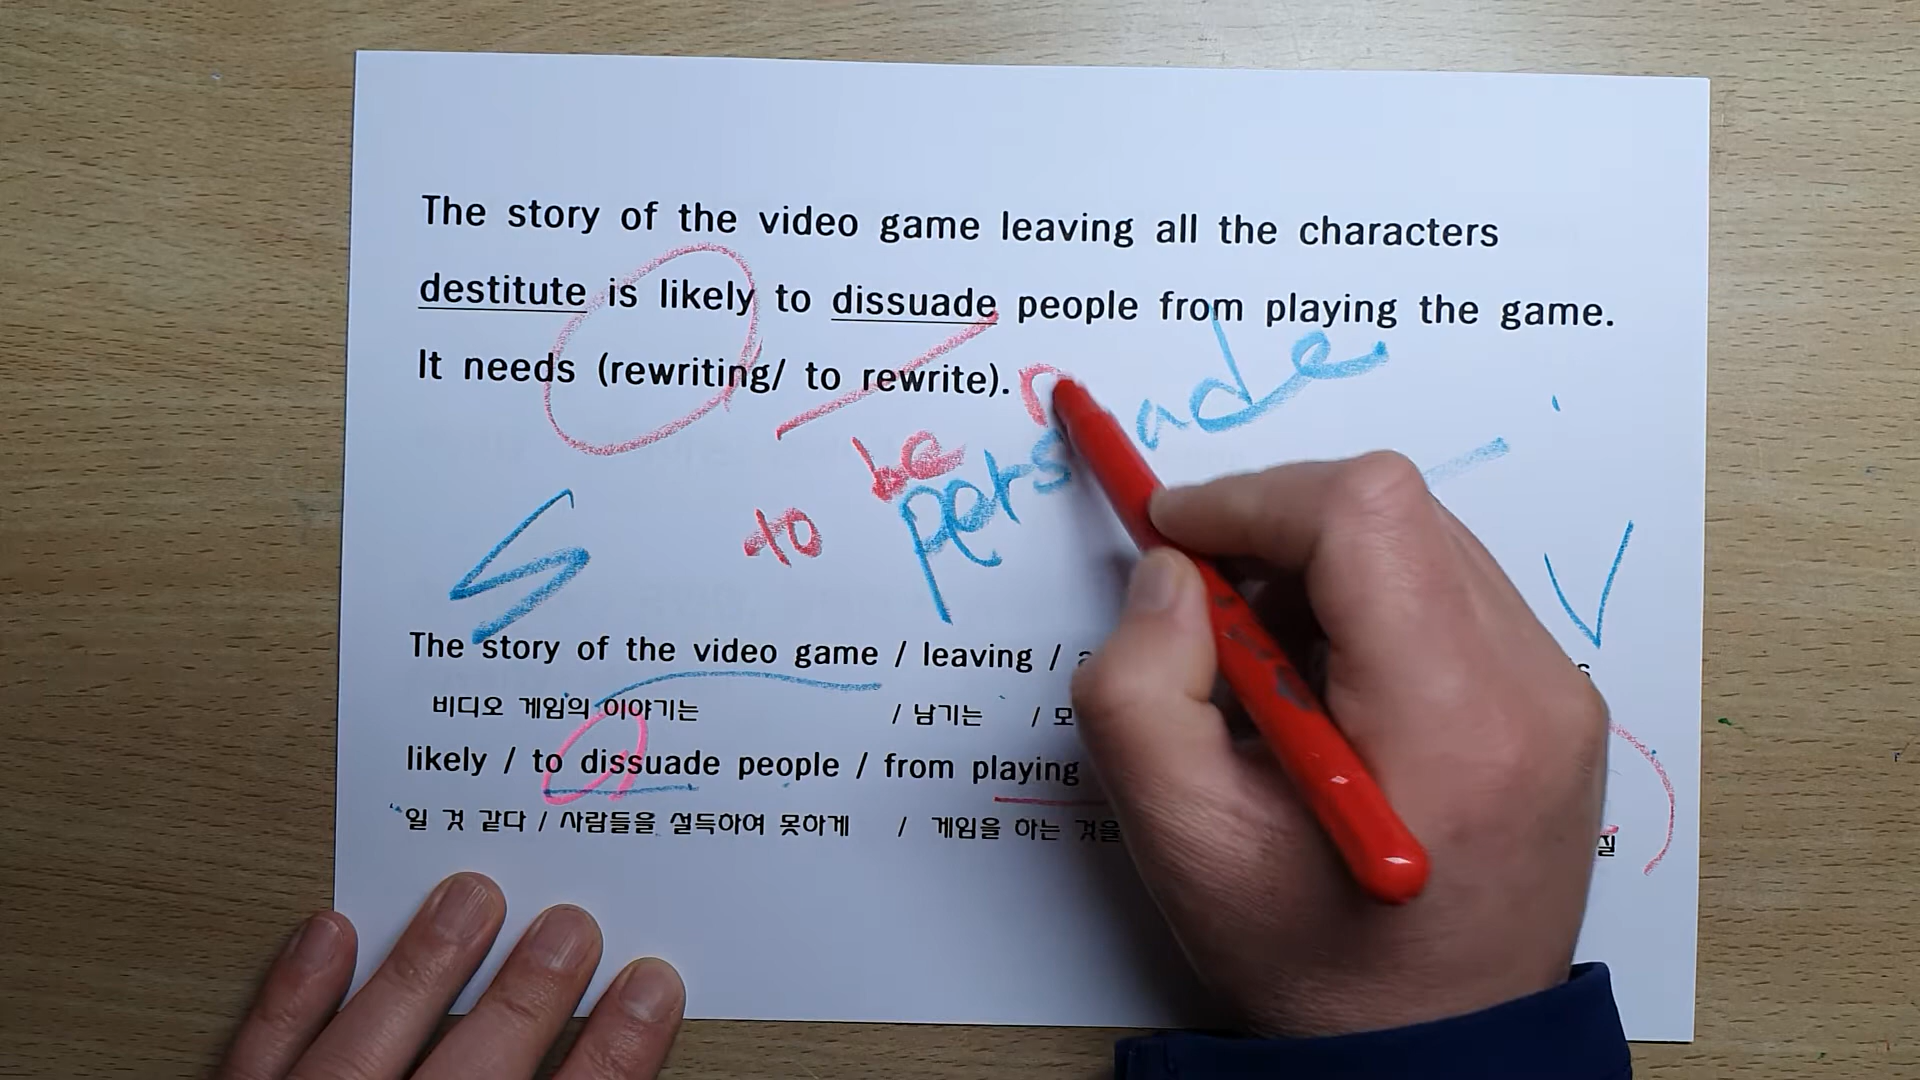 The story of the video game leaving all the characters
destitute is likely to dissuade people from playing the game.
It needs (rewriting/ to rewrite).
to be
S
V
The story of the video game / leaving /
비디오 게임의 이야기는 / 남기는 /
likely / to dissuade people / from playing
일 것 같다 / 사람들을 설득하여 못하게 / 게임을 하는 것을